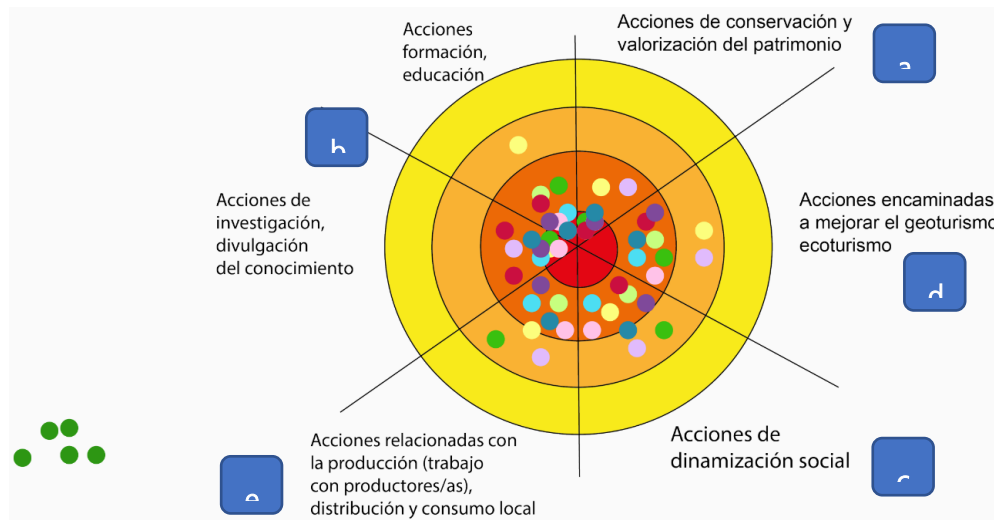 Acciones
formación,
educación
Acciones de conservación y
valorización del patrimonio
a
b
Acciones de
investigación,
divulgación
del conocimiento
Acciones encaminadas
a mejorar el geoturismo
ecoturismo
d
Acciones relacionadas con
la producción (trabajo
con productores/as),
distribución y consumo local
e
Acciones de
dinamización social
c